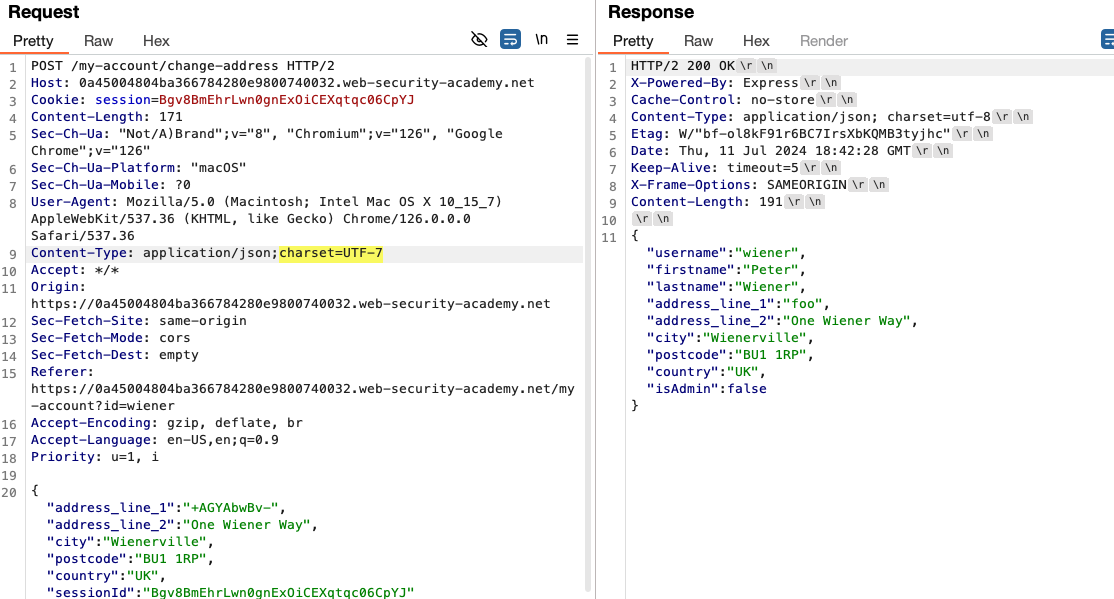 Request
Pretty Raw Hex \n
1 POST /my-account/change-address HTTP/2
2 Host: 0a45004804ba366784280e9800740032.web-security-academy.net
3 Cookie: session=Bgv8BmEhrLwn0gnExOiCEXqtqc06CpYJ
4 Content-Length: 171
5 Sec-Ch-Ua: "Not/A)Brand";v="8", "Chromium";v="126", "Google
Chrome";v="126"
6 Sec-Ch-Ua-Platform: "macOS"
7 Sec-Ch-Ua-Mobile: ?0
8 User-Agent: Mozilla/5.0 (Macintosh; Intel Mac OS X 10_15_7)
AppleWebKit/537.36 (KHTML, like Gecko) Chrome/126.0.0.0
Safari/537.36
9 Content-Type: application/json;charset=UTF-7
10 Accept: */*
11 Origin:
https://0a45004804ba366784280e9800740032.web-security-academy.net
12 Sec-Fetch-Site: same-origin
13 Sec-Fetch-Mode: cors
14 Sec-Fetch-Dest: empty
15 Referer:
https://0a45004804ba366784280e9800740032.web-security-academy.net/my
-account?id=wiener
16 Accept-Encoding: gzip, deflate, br
17 Accept-Language: en-US,en;q=0.9
18 Priority: u=1, i
19
20 {
"address_line_1":"+AGYAbwBv-",
"address_line_2":"One Wiener Way",
"city":"Wienerville",
"postcode":"BU1 1RP",
"country":"UK",
"sessionId":"Bgv8BmEhrLwn0gnExOiCEXqtqc06CpYJ"
Response
Pretty Raw Hex Render
1 HTTP/2 200 OK \r \n
2 X-Powered-By: Express \r \n
3 Cache-Control: no-store \r \n
4 Content-Type: application/json; charset=utf-8 \r \n
5 Etag: W/"bf-ol8kF91r6BC7IrsXbKQMB3tyjhc" \r \n
6 Date: Thu, 11 Jul 2024 18:42:28 GMT \r \n
7 Keep-Alive: timeout=5 \r \n
8 X-Frame-Options: SAMEORIGIN \r \n
9 Content-Length: 191 \r \n
10 \r \n
11 {
"username":"wiener",
"firstname":"Peter",
"lastname":"Wiener",
"address_line_1":"foo",
"address_line_2":"One Wiener Way",
"city":"Wienerville",
"postcode":"BU1 1RP",
"country":"UK",
"isAdmin":false
}